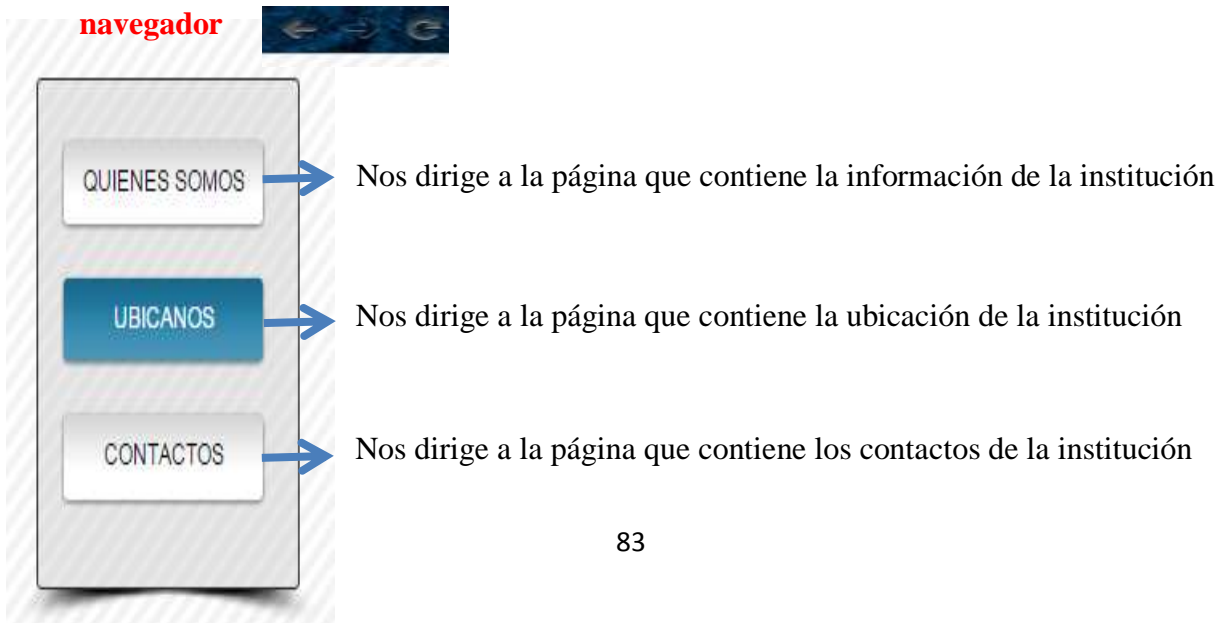 navegador
QUIENES SOMOS
Nos dirige a la página que contiene la información de la institución
UBICANOS
Nos dirige a la página que contiene la ubicación de la institución
CONTACTOS
Nos dirige a la página que contiene los contactos de la institución
83